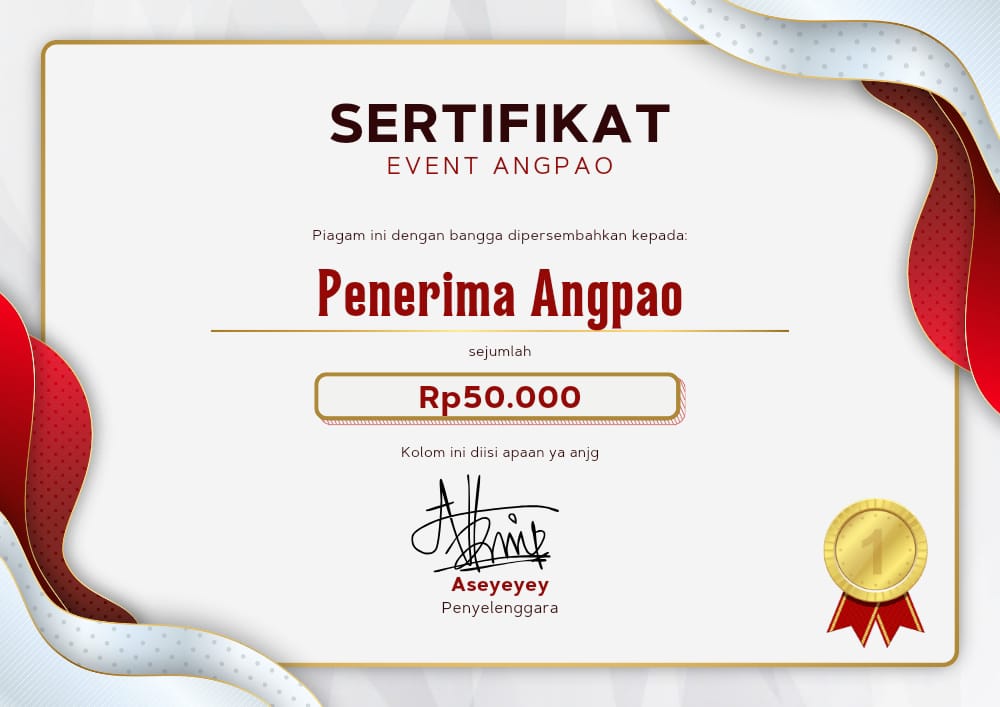 SERTIFIKAT
EVENT ANGPAO
Piagam ini dengan bangga dipersembahkan kepada:
Penerima Angpao
sejumlah
Rp50.000
Kolom ini diisi apaan ya anjg
Aseyeyey
Penyelenggara
1